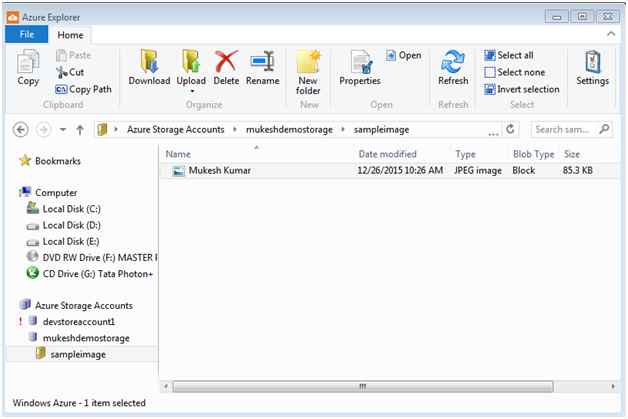 Azure Explorer
File Home
Copy
Paste
Cut
Copy Path
Clipboard
Download Upload Delete Rename
Organize
New folder
New
Properties
Open
Open
Refresh
Refresh
Select all
Select none
Invert selection
Select
Settings
Azure Storage Accounts mukeshdemostorage sampleimage ...
Search sam...
Bookmarks
Computer
Local Disk (C:)
Local Disk (D:)
Local Disk (E:)
DVD RW Drive (F:) MASTER
CD Drive (G:) Tata Photon+
Azure Storage Accounts
! devstoreaccount1
mukeshdemostorage
sampleimage
Name Date modified Type Blob Type Size
Mukesh Kumar 12/26/2015 10:26 AM JPEG image Block 85.3 KB
Windows Azure - 1 item selected